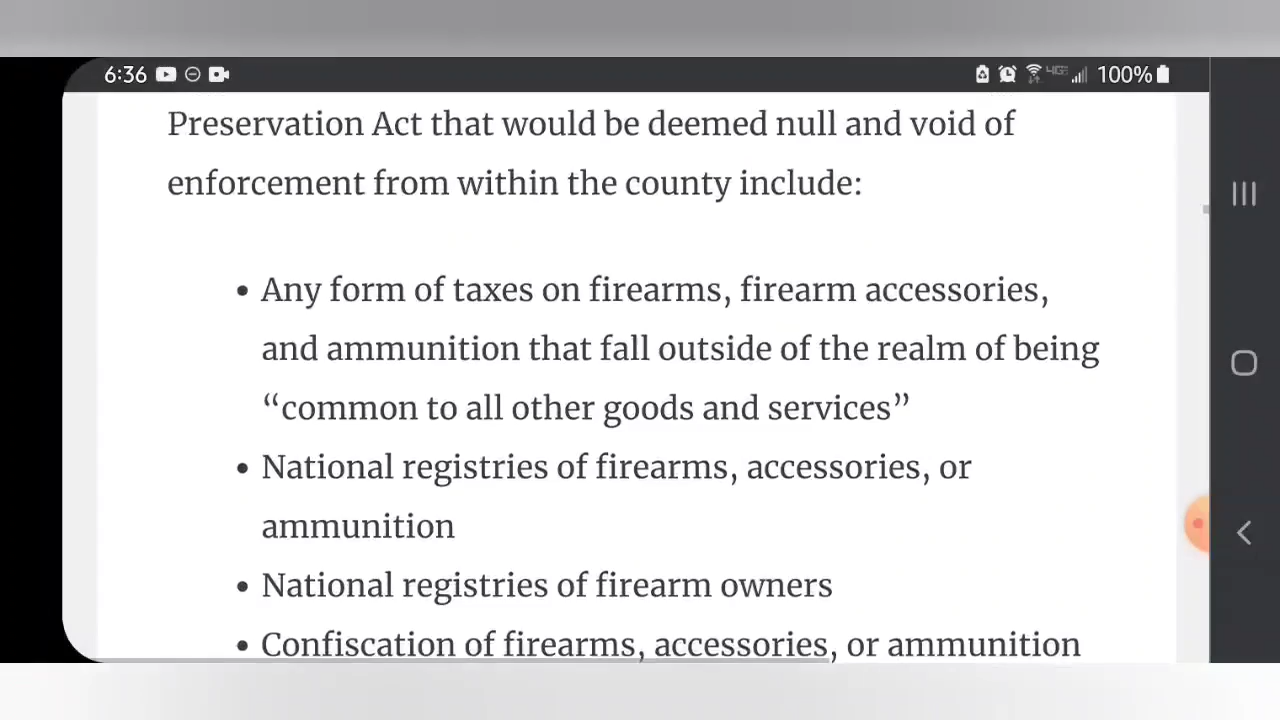 6:36
4GE 100%
Preservation Act that would be deemed null and void of
enforcement from within the county include:
• Any form of taxes on firearms, firearm accessories,
and ammunition that fall outside of the realm of being
“common to all other goods and services”
• National registries of firearms, accessories, or
ammunition
• National registries of firearm owners
• Confiscation of firearms, accessories, or ammunition